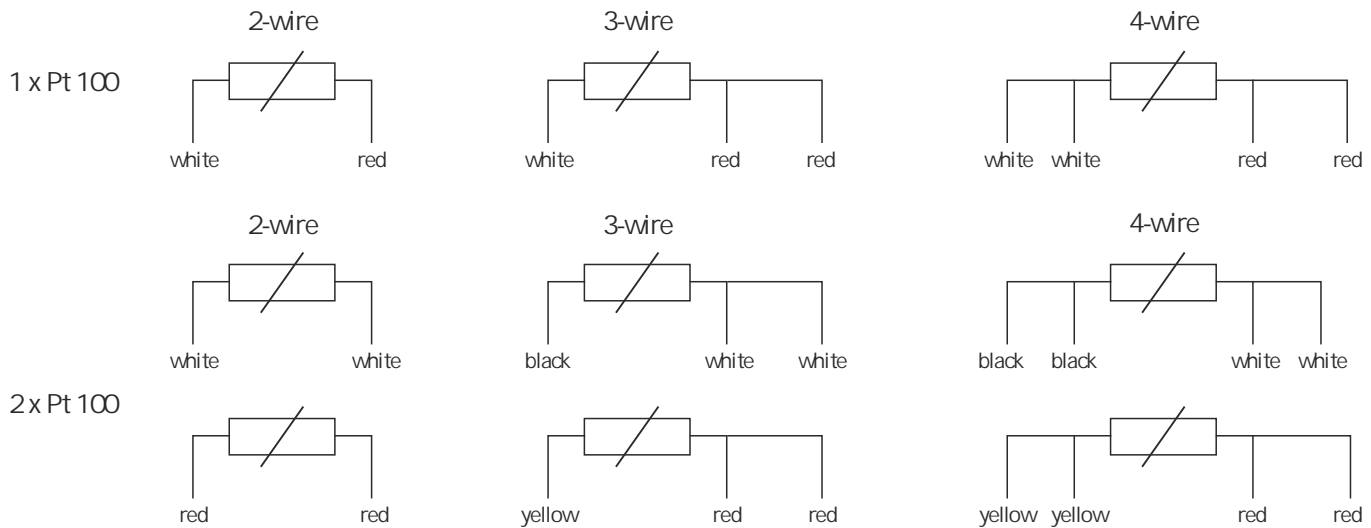 2-wire 3-wire 4-wire
1 x Pt 100
white red white red red white white red red
2-wire 3-wire 4-wire
white white black white white black black white white
2 x Pt 100
red red yellow red red yellow yellow red red